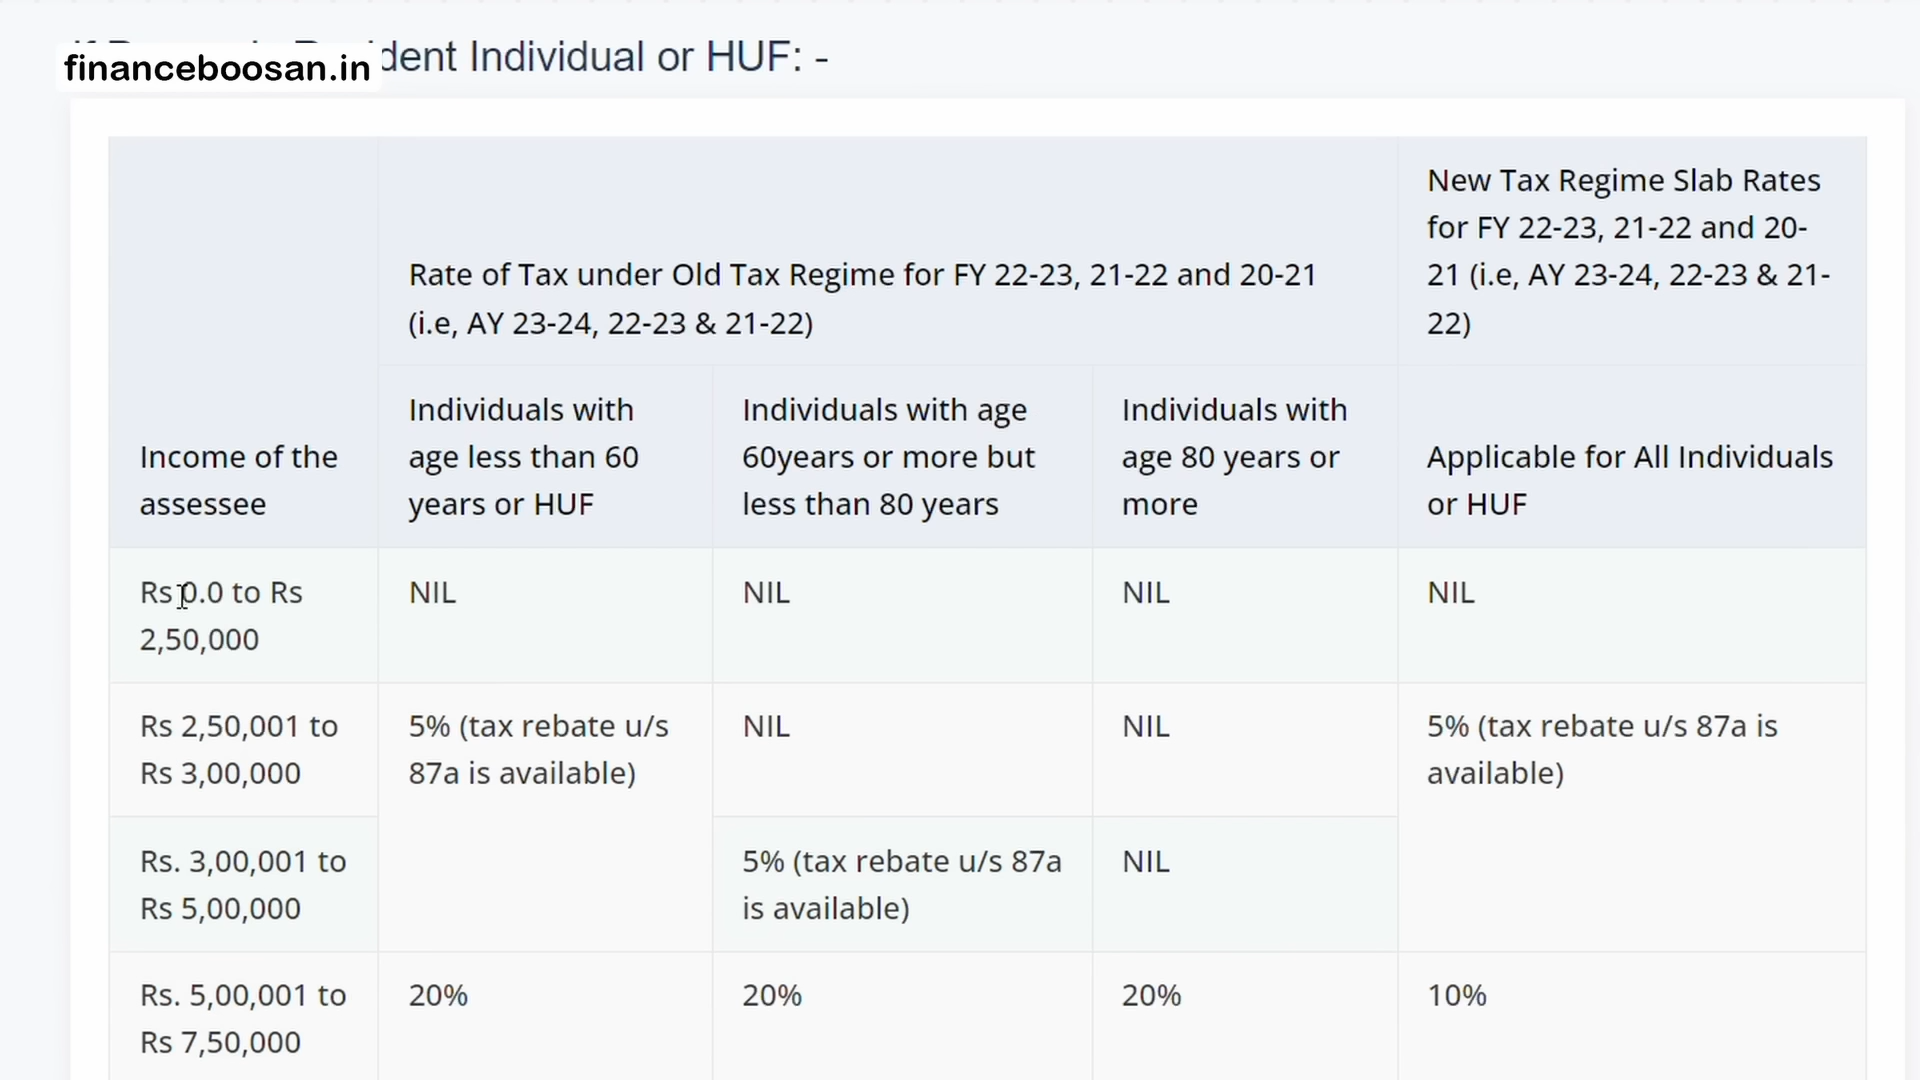 financeboosan.in
dent Individual or HUF: -
Rate of Tax under Old Tax Regime for FY 22-23, 21-22 and 20-21
(i.e, AY 23-24, 22-23 & 21-22)
New Tax Regime Slab Rates
for FY 22-23, 21-22 and 20-
21 (i.e, AY 23-24, 22-23 & 21-
22)
Income of the
assessee
Individuals with
age less than 60
years or HUF
Individuals with age
60years or more but
less than 80 years
Individuals with
age 80 years or
more
Applicable for All Individuals
or HUF
Rs 0.0 to Rs
2,50,000
NIL
NIL
NIL
NIL
Rs 2,50,001 to
Rs 3,00,000
5% (tax rebate u/s
87a is available)
NIL
NIL
5% (tax rebate u/s 87a is
available)
Rs. 3,00,001 to
Rs 5,00,000
5% (tax rebate u/s 87a
is available)
NIL
Rs. 5,00,001 to
Rs 7,50,000
20%
20%
20%
10%